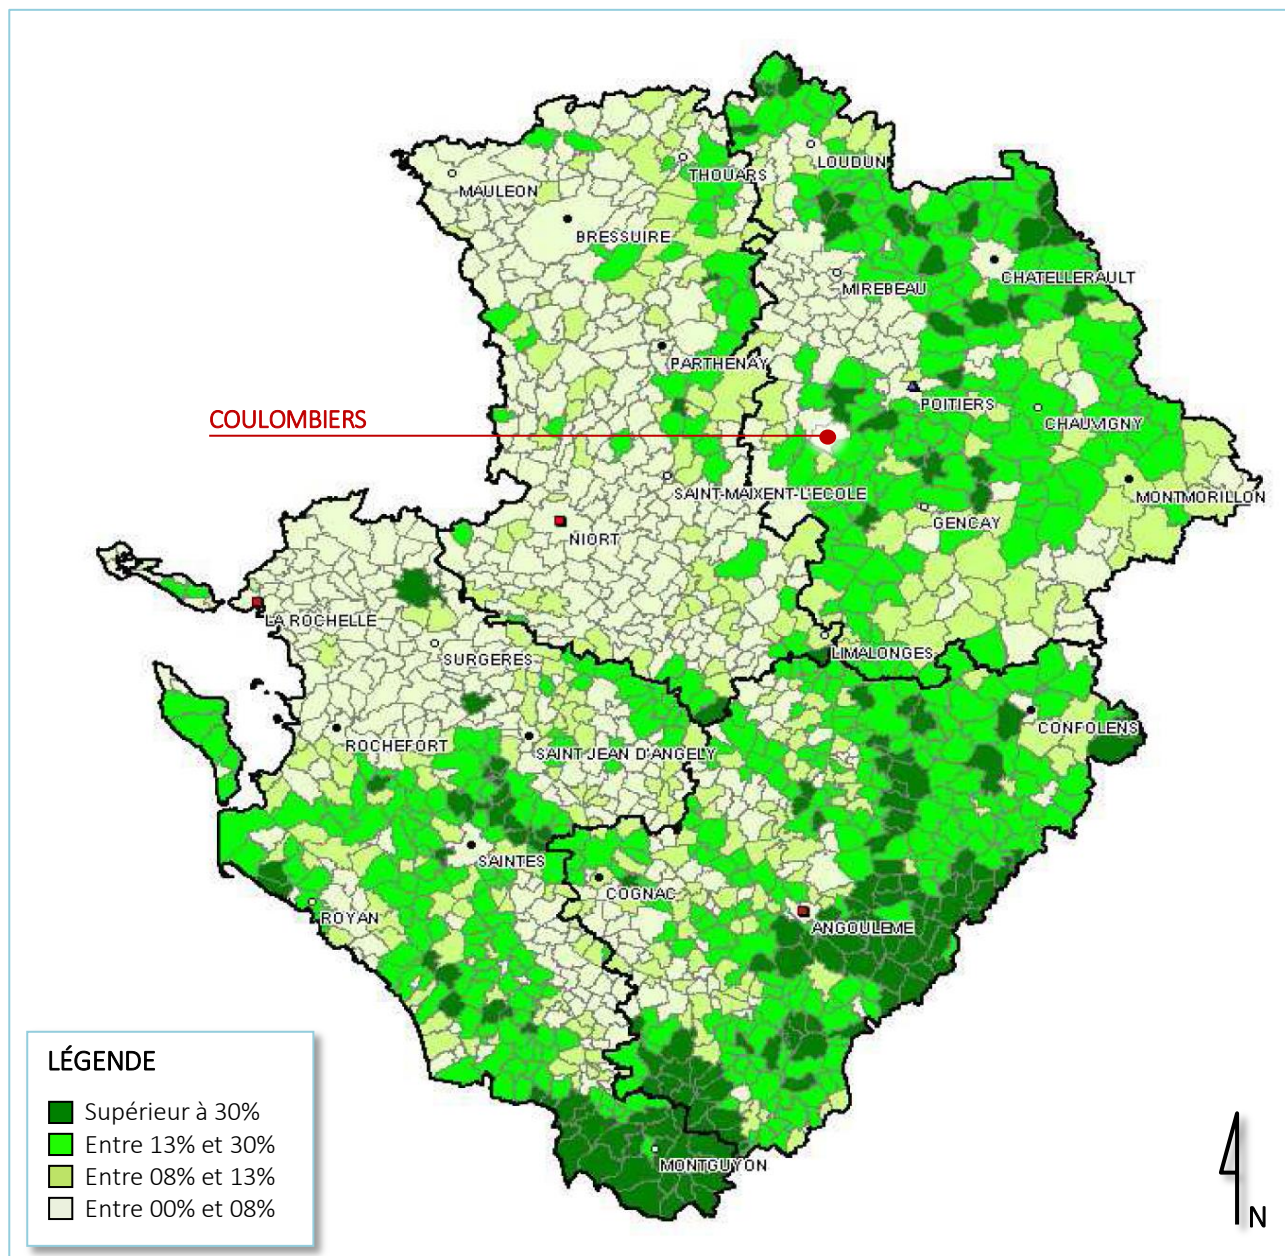 LOUDUN
THOUARS
MAULEON
BRESSUIRE
CHATELLERAULT
MIREBEAU
PARTHENAY
POITIERS
COULOMBIERS
CHAUVIGNY
SAINT-MAIXENT-L'ECOLE
MONTMORILLON
GENCAY
NIORT
LA ROCHELLE
LIMALONGES
SURGERES
CONFOLENS
ROCHEFORT
SAINT JEAN D'ANGELY
SAINTES
COGNAC
ROYAN
ANGOULEME
MONTGUYON
LÉGENDE
Supérieur à 30%
Entre 13% et 30%
Entre 08% et 13%
Entre 00% et 08%
N